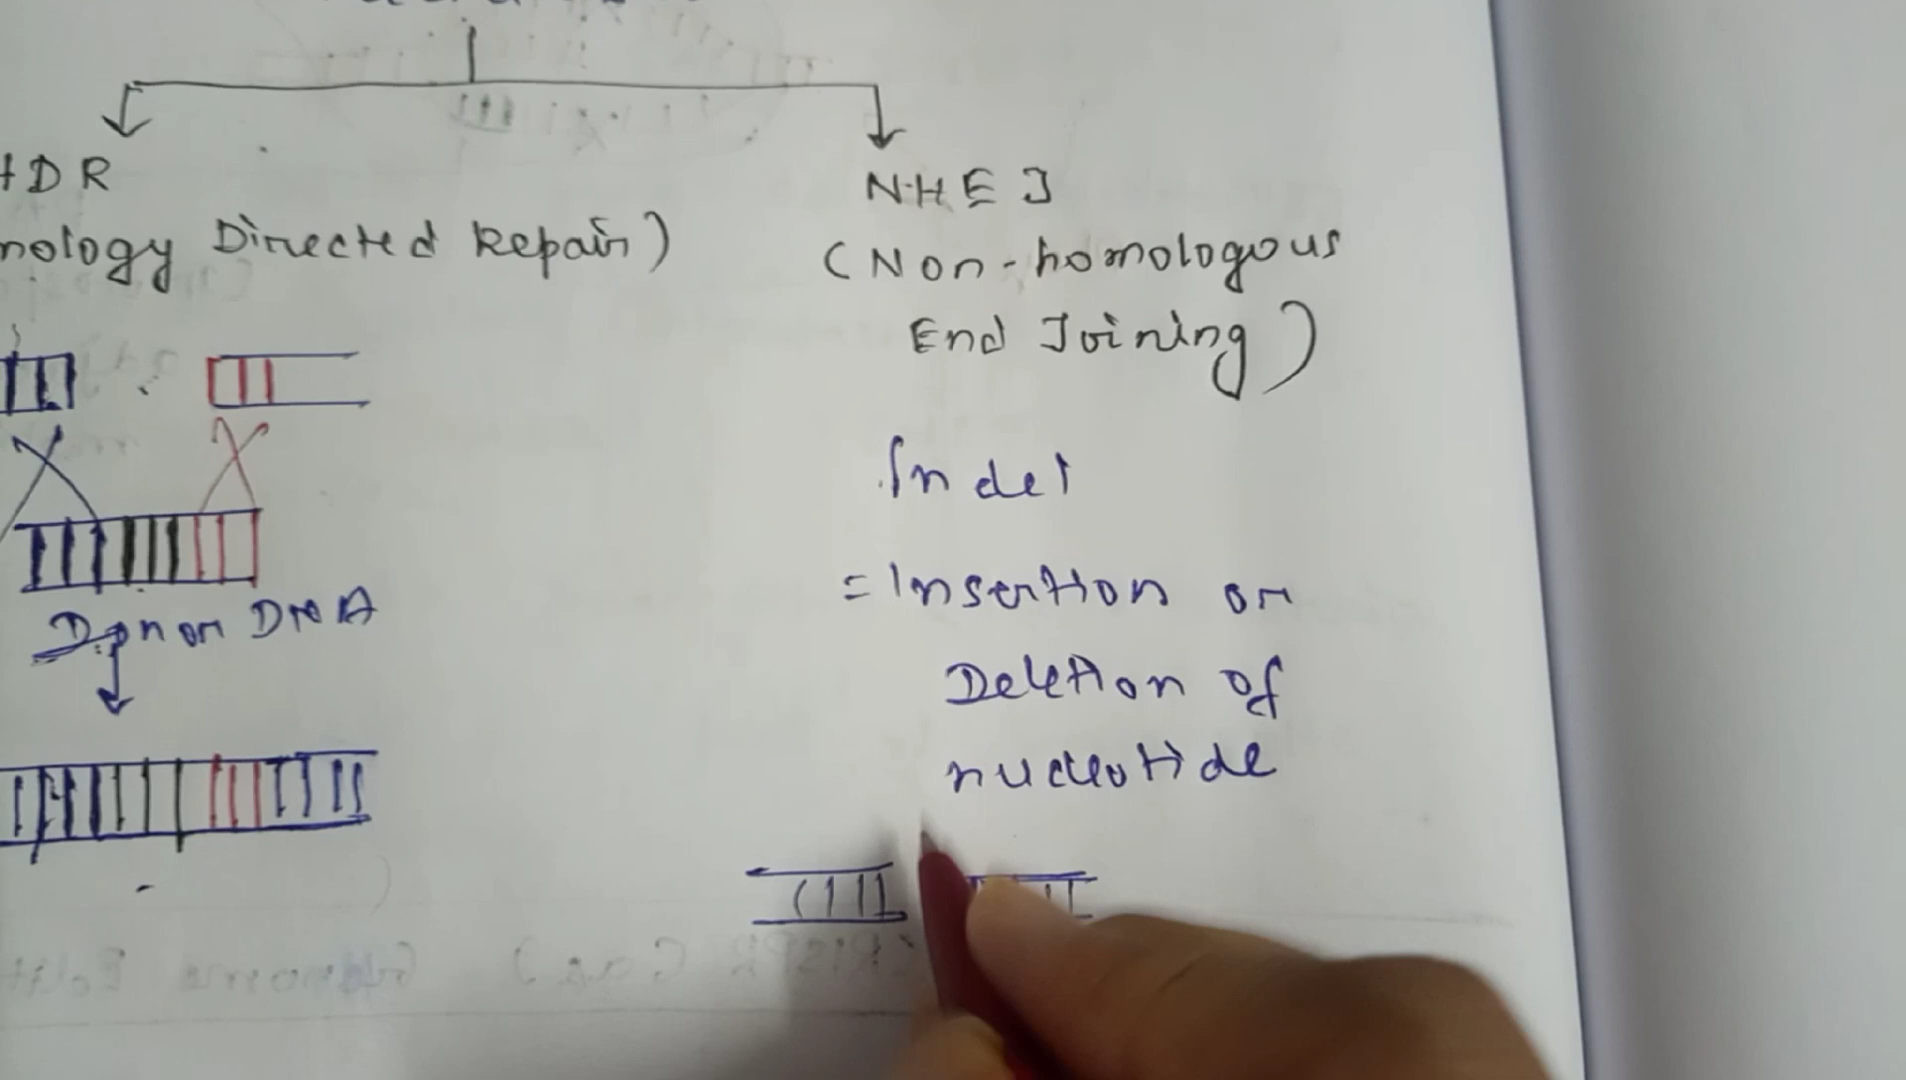 HDR
nology Directed Repair)
NHEJ
(Non-homologous
End Joining)
Indel
= Insertion or
Deletion of
nucleotide
Donor DNA